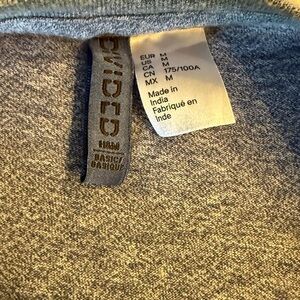 DIVIDED
H&M
BASIC/
BASIQUE
EUR M
US M
CA M
CN 175/100A
MX M
Made in
India
Fabriqué en
Inde